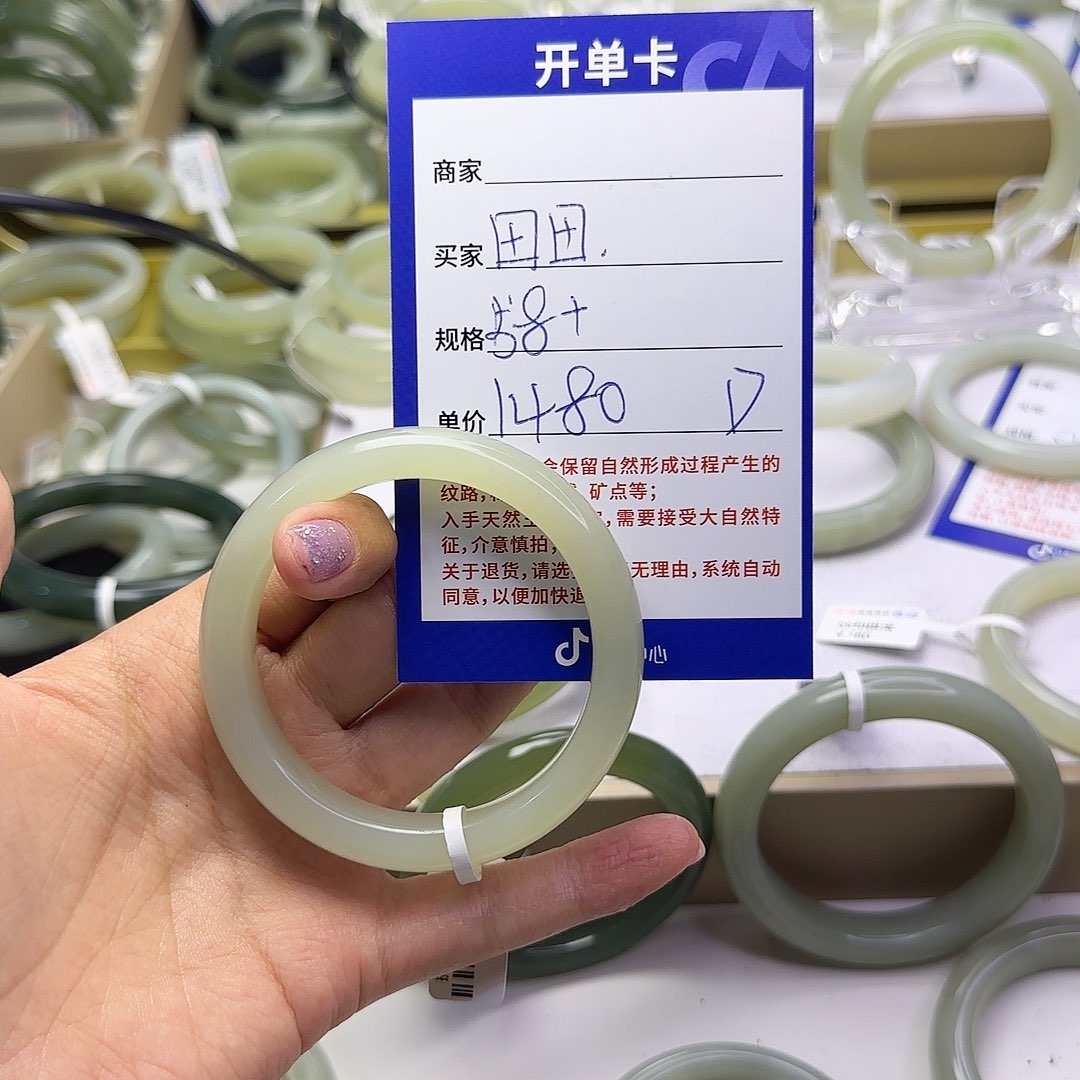 开单卡
商家
买家 田田.
规格 58+
单价 1480 D
保留自然形成过程产生的
纹路, 矿点等;
入手天然 ,需要接受大自然特
征,介意慎拍,
关于退货,请选 无理由,系统自动
同意,以便加快
心